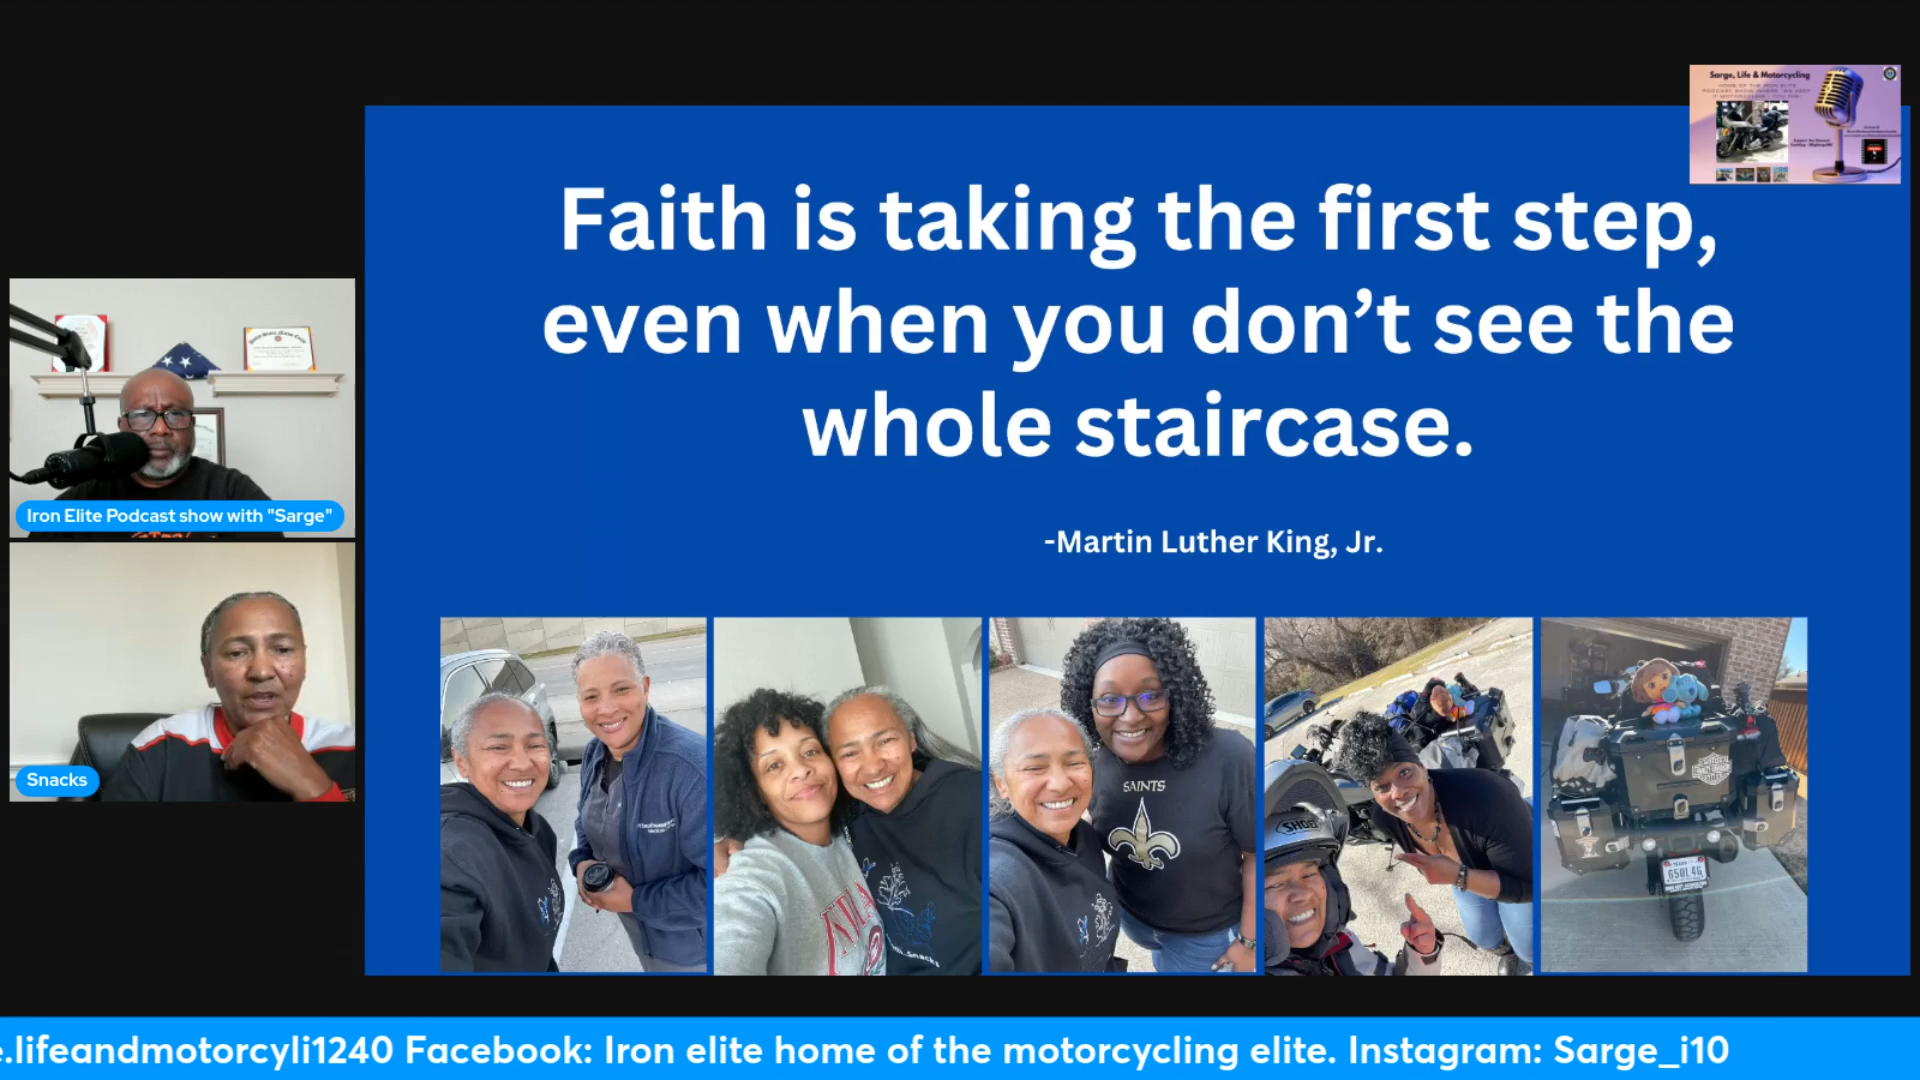 Sarge, Life & Motorcycling
Faith is taking the first step,
even when you don’t see the
whole staircase.
-Martin Luther King, Jr.
Iron Elite Podcast show with "Sarge"
Snacks
SAINTS
SHOEI
.lifeandmotorcyli1240 Facebook: Iron elite home of the motorcycling elite. Instagram: Sarge_i10